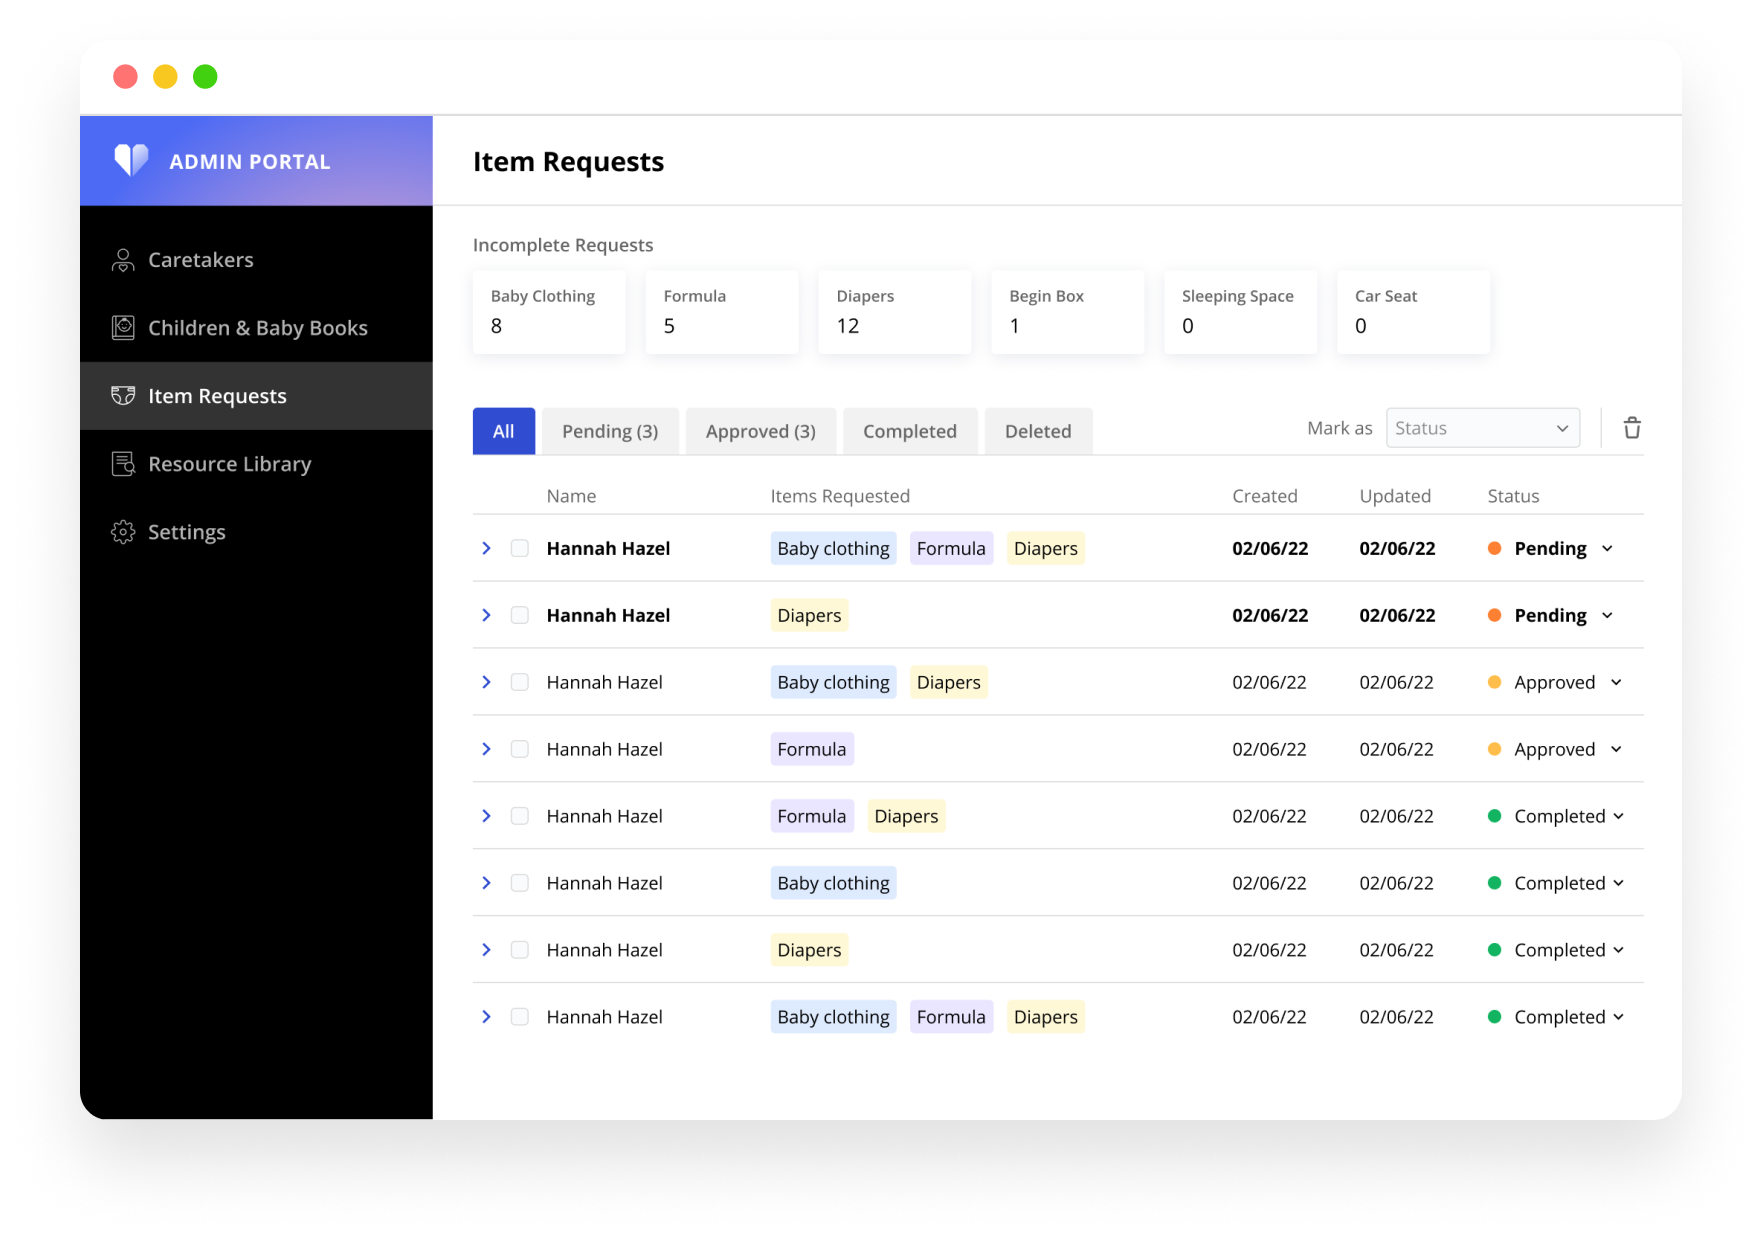 ADMIN PORTAL
Item Requests
Caretakers
Children & Baby Books
Item Requests
Resource Library
Settings
Incomplete Requests
Baby Clothing
8
Formula
5
Diapers
12
Begin Box
1
Sleeping Space
0
Car Seat
0
All Pending (3) Approved (3) Completed Deleted Mark as Status
Name Items Requested Created Updated Status
Hannah Hazel Baby clothing Formula Diapers 02/06/22 02/06/22 Pending
Hannah Hazel Diapers 02/06/22 02/06/22 Pending
Hannah Hazel Baby clothing Diapers 02/06/22 02/06/22 Approved
Hannah Hazel Formula 02/06/22 02/06/22 Approved
Hannah Hazel Formula Diapers 02/06/22 02/06/22 Completed
Hannah Hazel Baby clothing 02/06/22 02/06/22 Completed
Hannah Hazel Diapers 02/06/22 02/06/22 Completed
Hannah Hazel Baby clothing Formula Diapers 02/06/22 02/06/22 Completed